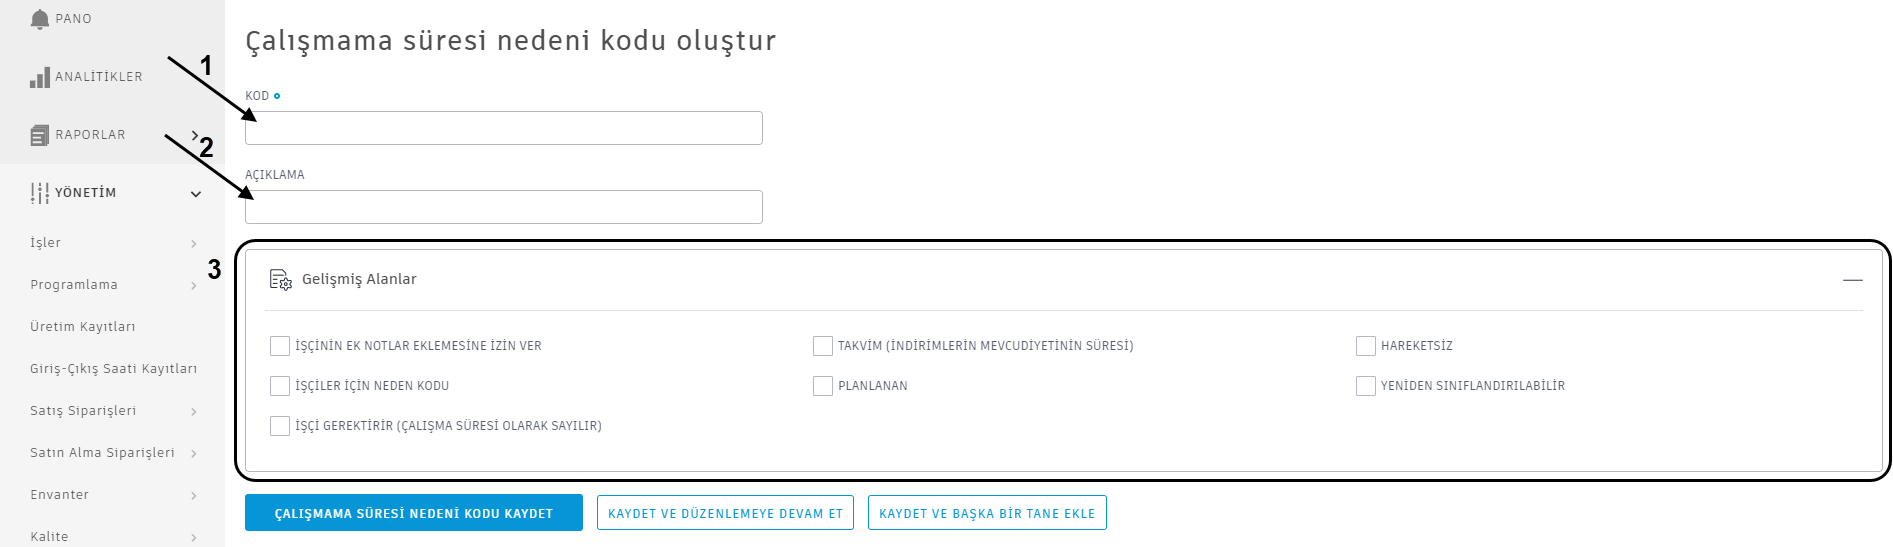 PANO
ANALİTİKLER
RAPORLAR
YÖNETİM
İşler
Programlama
Üretim Kayıtları
Giriş-Çıkış Saati Kayıtları
Satış Siparişleri
Satın Alma Siparişleri
Envanter
Kalite
Çalışmama süresi nedeni kodu oluştur
1
KOD
2
AÇIKLAMA
3
Gelişmiş Alanlar
İŞÇİNİN EK NOTLAR EKLEMESİNE İZİN VER
TAKVİM (İNDİRİMLERİN MEVCUDİYETİNİN SÜRESİ)
HAREKETSİZ
İŞÇİLER İÇİN NEDEN KODU
PLANLANAN
YENİDEN SINIFLANDIRILABİLİR
İŞÇİ GEREKTİRİR (ÇALIŞMA SÜRESİ OLARAK SAYILIR)
ÇALIŞMAMA SÜRESİ NEDENİ KODU KAYDET
KAYDET VE DÜZENLEMEYE DEVAM ET
KAYDET VE BAŞKA BİR TANE EKLE